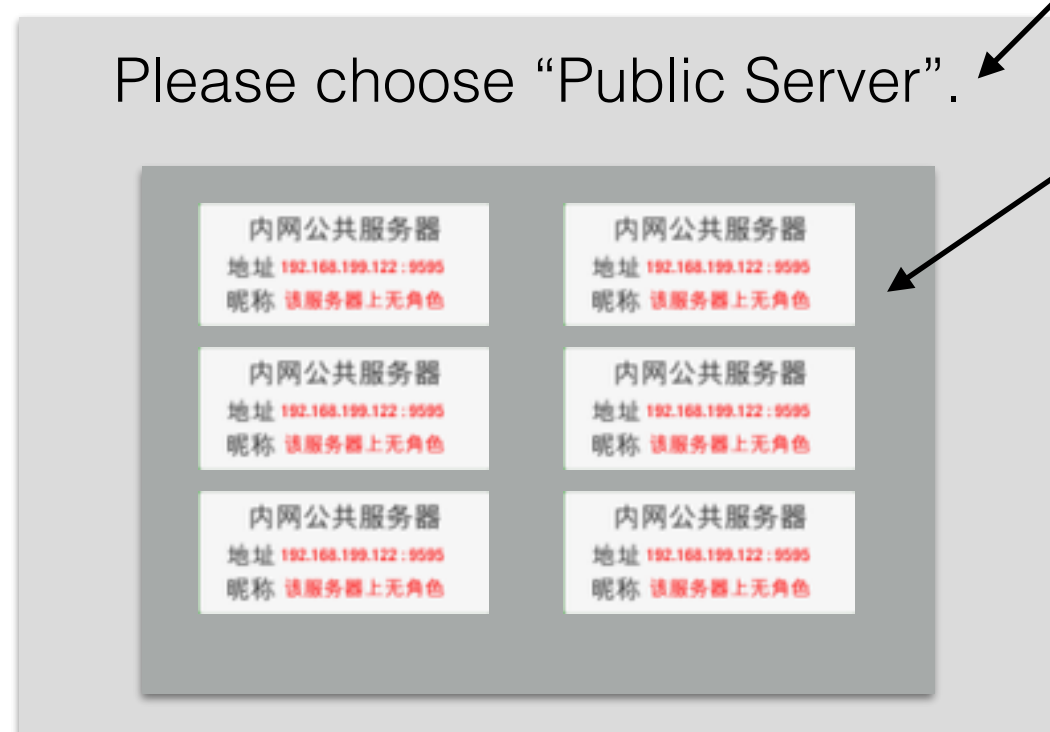 Please choose “Public Server”.
内网公共服务器
地址 192.168.199.122 : 9595
昵称 该服务器上无角色
内网公共服务器
地址 192.168.199.122 : 9595
昵称 该服务器上无角色
内网公共服务器
地址 192.168.199.122 : 9595
昵称 该服务器上无角色
内网公共服务器
地址 192.168.199.122 : 9595
昵称 该服务器上无角色
内网公共服务器
地址 192.168.199.122 : 9595
昵称 该服务器上无角色
内网公共服务器
地址 192.168.199.122 : 9595
昵称 该服务器上无角色